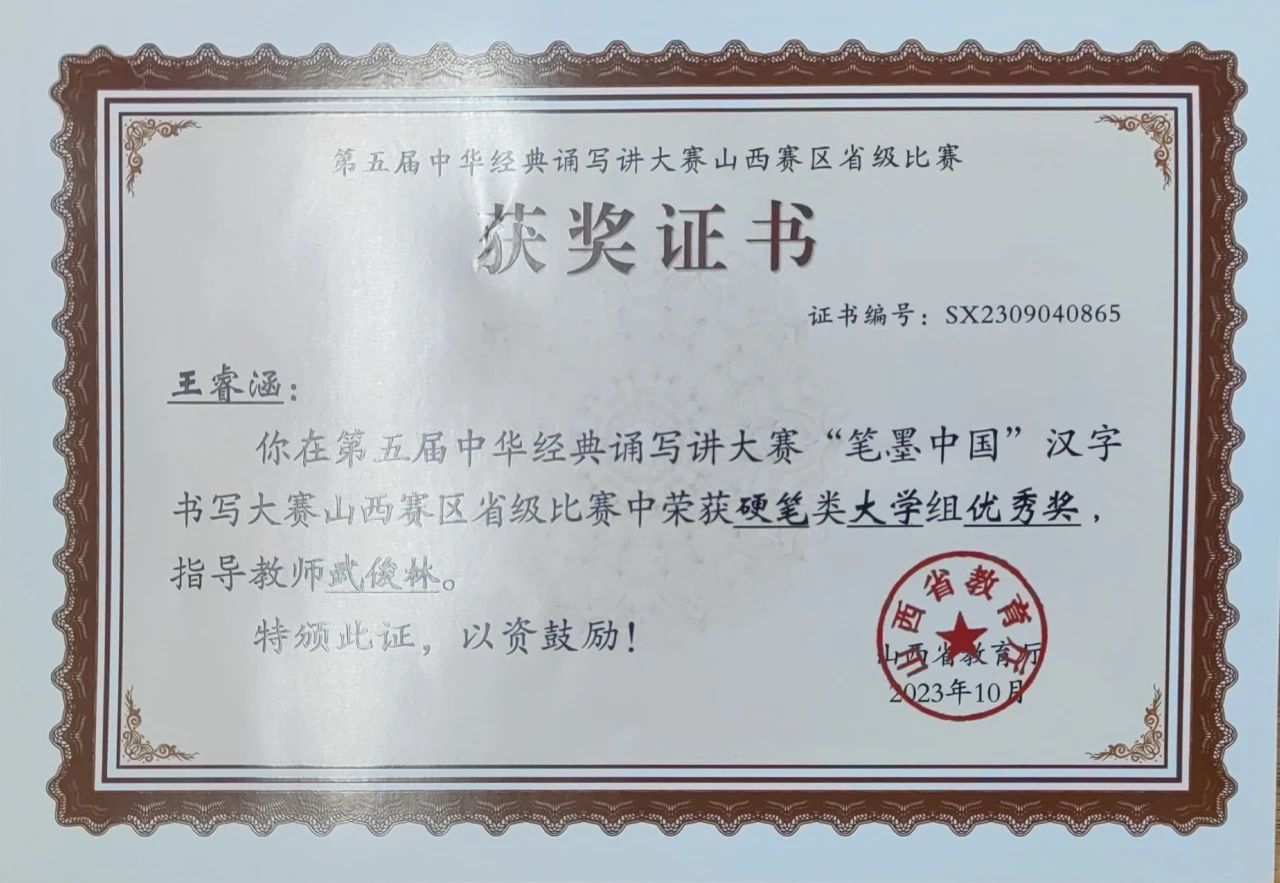 第五届中华经典诵写讲大赛山西赛区省级比赛
获奖证书
证书编号：SX2309040865
王睿涵：
你在第五届中华经典诵写讲大赛“笔墨中国”汉字
书写大赛山西赛区省级比赛中荣获硬笔类大学组优秀奖，
指导教师武俊林。
特颁此证，以资鼓励！
山西省教育厅
山西省教育厅
2023年10月